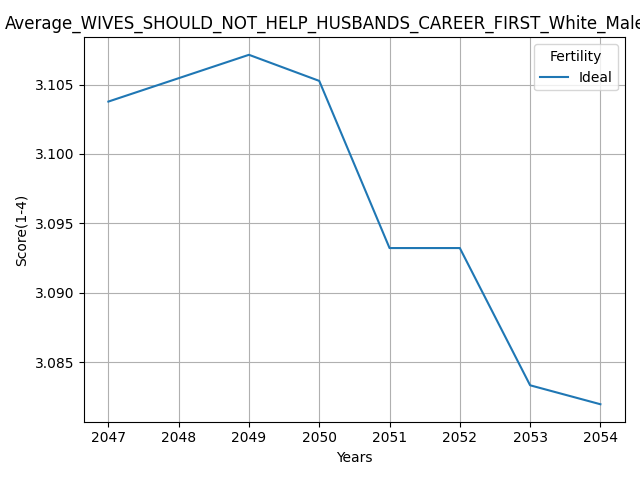 Average_WIVES_SHOULD_NOT_HELP_HUSBANDS_CAREER_FIRST_White_Male
Fertility
Ideal
3.105
3.100
3.095
3.090
3.085
Score(1-4)
2047 2048 2049 2050 2051 2052 2053 2054
Years